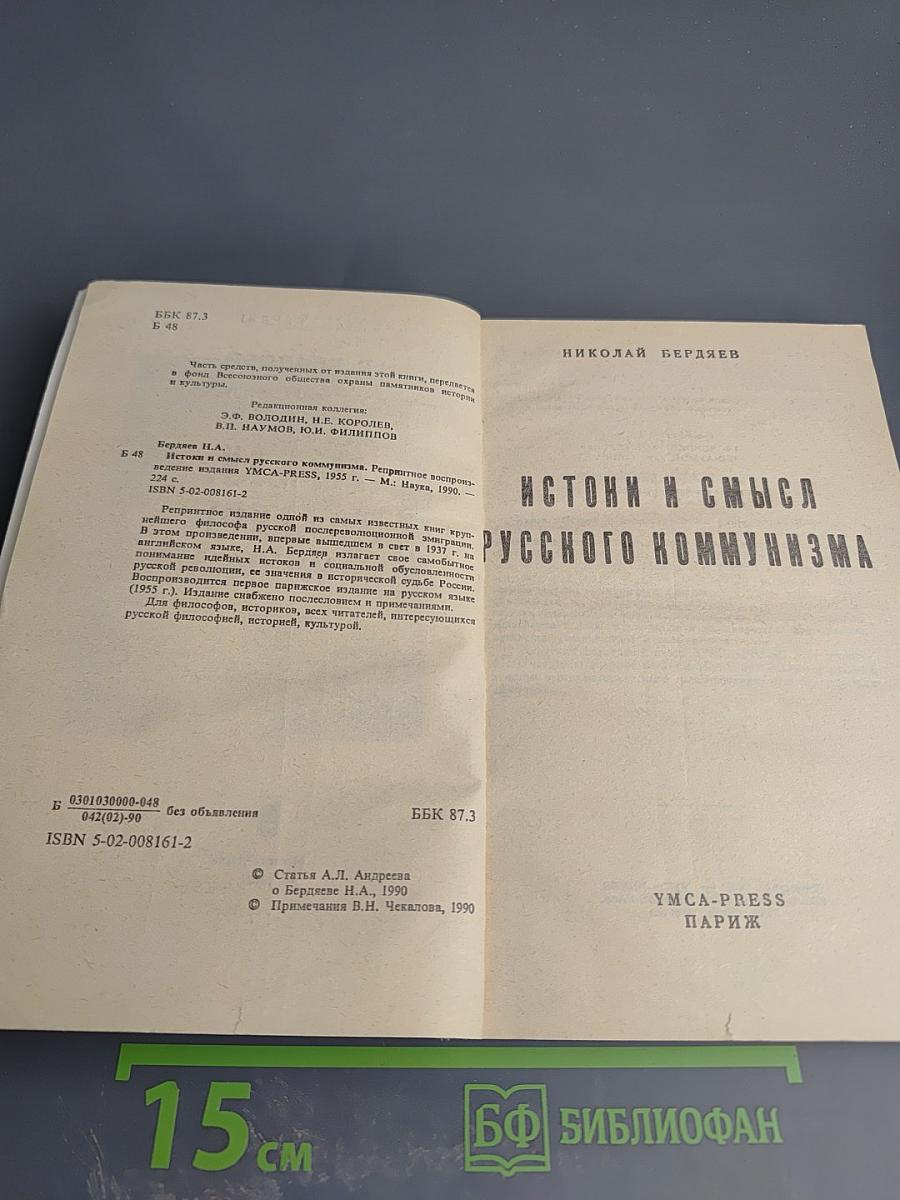 ББК 87.3
Б 48
Часть средств, полученных от издания этой книги, передается
в фонд Всесоюзного общества охраны памятников истории
и культуры.
Редакционная коллегия:
Э.Ф. ВОЛОДИН, Н.Е. КОРОЛЕВ,
В.П. НАУМОВ, Ю.И. ФИЛИППОВ
Бердяев Н.А.
Б 48 Истоки и смысл русского коммунизма. Репринтное воспроиз-
ведение издания YMCA-PRESS, 1955 г. — М.: Наука, 1990. —
224 с.
ISBN 5-02-008161-2
Репринтное издание одной из самых известных книг круп-
нейшего философа русской послереволюционной эмиграции.
В этом произведении, впервые вышедшем в свет в 1937 г. на
английском языке, Н.А. Бердяев излагает свое самобытное
понимание идейных истоков и социальной обусловленности
русской революции, ее значения в исторической судьбе России.
Воспроизводится первое парижское издание на русском языке
(1955 г.). Издание снабжено послесловием и примечаниями.
Для философов, историков, всех читателей, интересующихся
русской философией, историей, культурой.
Б 0301030000-048
042(02)-90 без объявления
ББК 87.3
ISBN 5-02-008161-2
© Статья А.Л. Андреева
о Бердяеве Н.А., 1990
© Примечания В.Н. Чекалова, 1990
НИКОЛАЙ БЕРДЯЕВ
ИСТОКИ И СМЫСЛ
РУССКОГО КОММУНИЗМА
YMCA-PRESS
ПАРИЖ
15 см
БФ БИБЛИОФАН